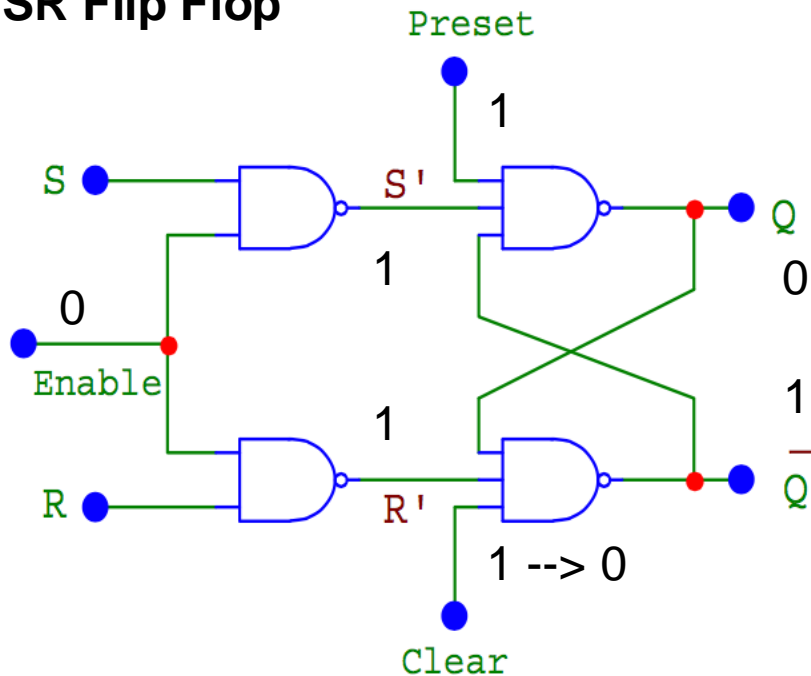 SR Flip Flop
Preset
1
S
S'
Q
1
0
0
Enable
1
1
R
R'
Q
1 --> 0
Clear